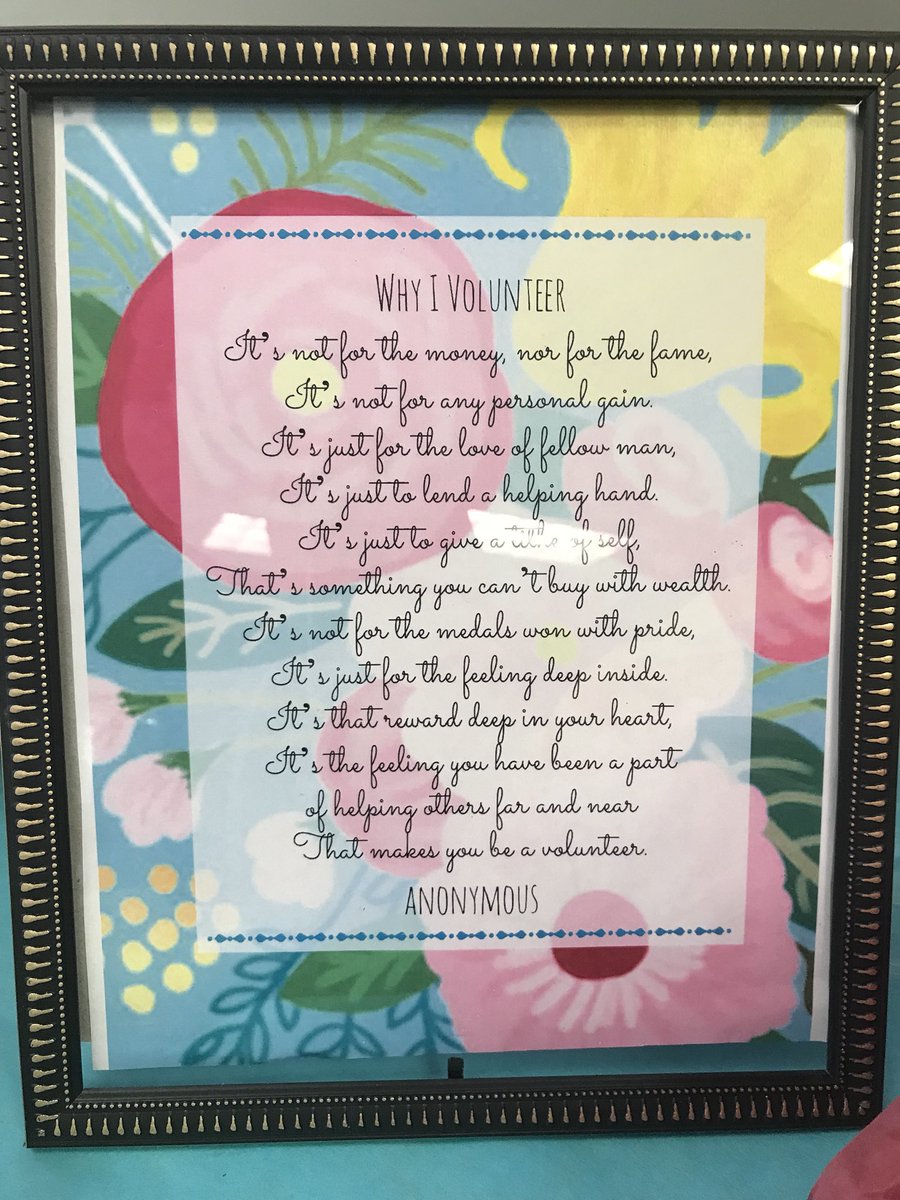 Why I Volunteer
It's not for the money, nor for the fame,
It's not for any personal gain.
It's just for the love of fellow man,
It's just to lend a helping hand.
It's just to give a tithe of self,
That's something you can't buy with wealth.
It's not for the medals won with pride,
It's just for the feeling deep inside.
It's that reward deep in your heart,
It's the feeling you have been a part
of helping others far and near
That makes you be a volunteer.
ANONYMOUS